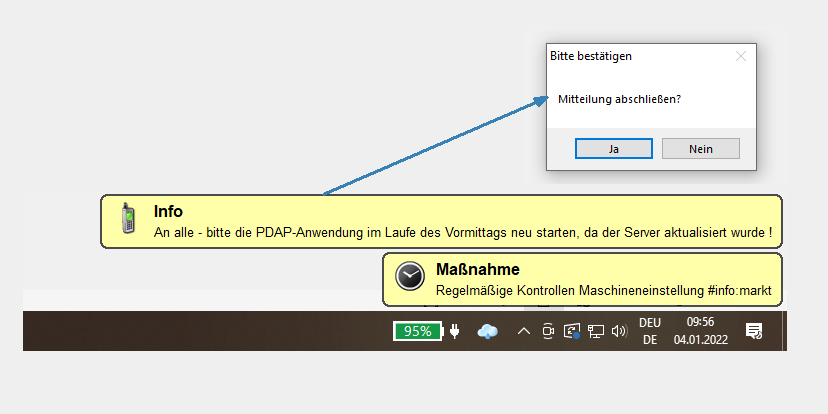 Bitte bestätigen
Mitteilung abschließen?
Ja Nein
Info
An alle - bitte die PDAP-Anwendung im Laufe des Vormittags neu starten, da der Server aktualisiert wurde !
Maßnahme
Regelmäßige Kontrollen Maschineneinstellung #info:markt
95% DEU 09:56
DE 04.01.2022